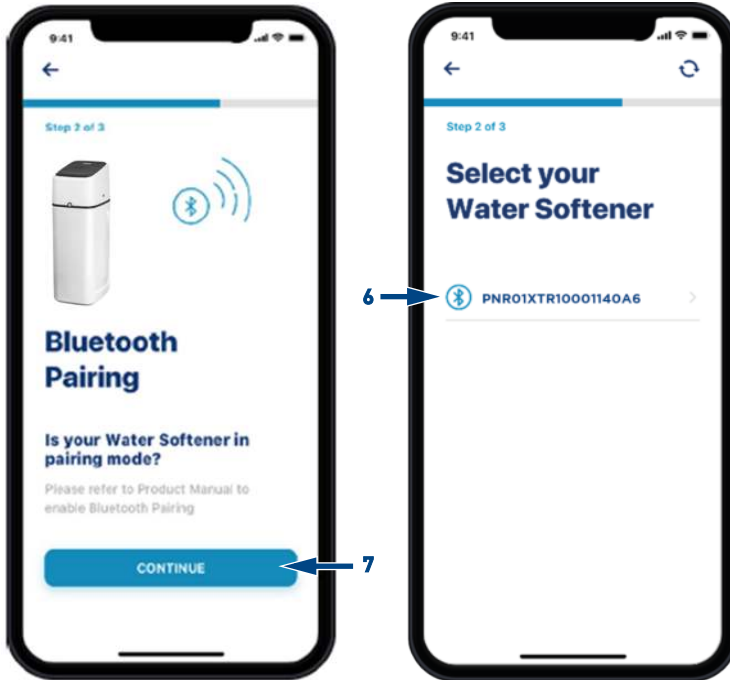 9:41
Step 2 of 3
Bluetooth
Pairing
Is your Water Softener in
pairing mode?
Please refer to Product Manual to
enable Bluetooth Pairing
CONTINUE
7
9:41
Step 2 of 3
Select your
Water Softener
6
PNR01XTR10001140A6